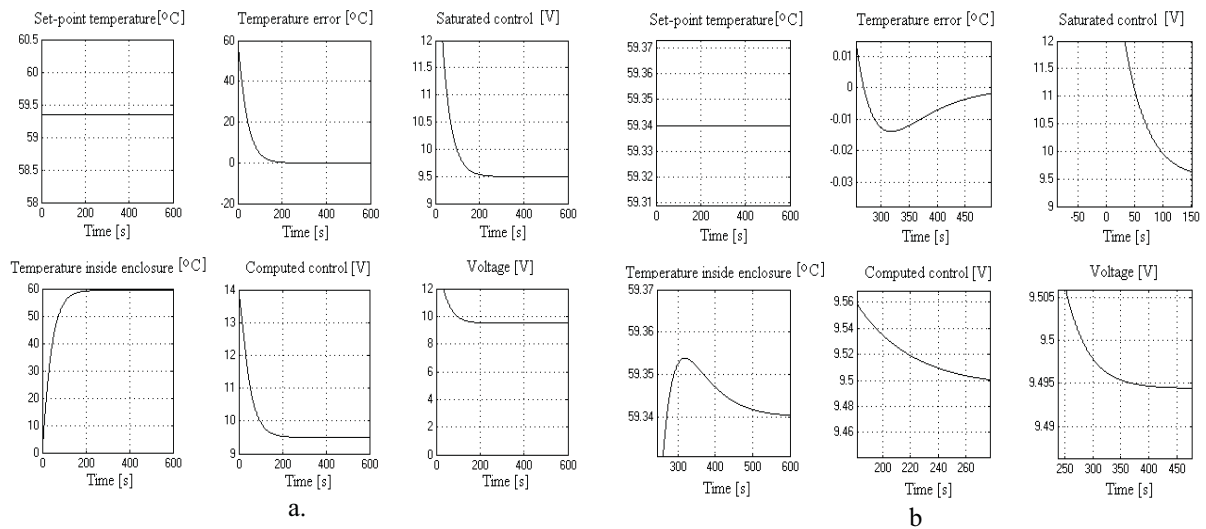 Set-point temperature[°C]
60.5
60
59.5
59
58.5
58
0 200 400 600
Time [s]
Temperature error[°C]
60
40
20
0
-20
0 200 400 600
Time [s]
Saturated control [V]
12
11.5
11
10.5
10
9.5
9
0 200 400 600
Time [s]
Temperature inside enclosure [°C]
60
50
40
30
20
10
0
0 200 400 600
Time [s]
Computed control [V]
14
13
12
11
10
9
0 200 400 600
Time [s]
Voltage [V]
12
10
8
6
4
2
0
0 200 400 600
Time [s]
a.
Set-point temperature[°C]
59.37
59.36
59.35
59.34
59.33
59.32
59.31
0 200 400 600
Time [s]
Temperature error[°C]
0.01
0
-0.01
-0.02
-0.03
250 300 350 400 450
Time [s]
Saturated control [V]
12
11.5
11
10.5
10
9.5
9
-50 0 50 100 150
Time [s]
Temperature inside enclosure [°C]
59.37
59.36
59.35
59.34
300 400 500 600
Time [s]
Computed control [V]
9.56
9.54
9.52
9.5
9.48
9.46
180 200 220 240 260
Time [s]
Voltage [V]
9.505
9.5
9.495
9.49
250 300 350 400 450
Time [s]
b